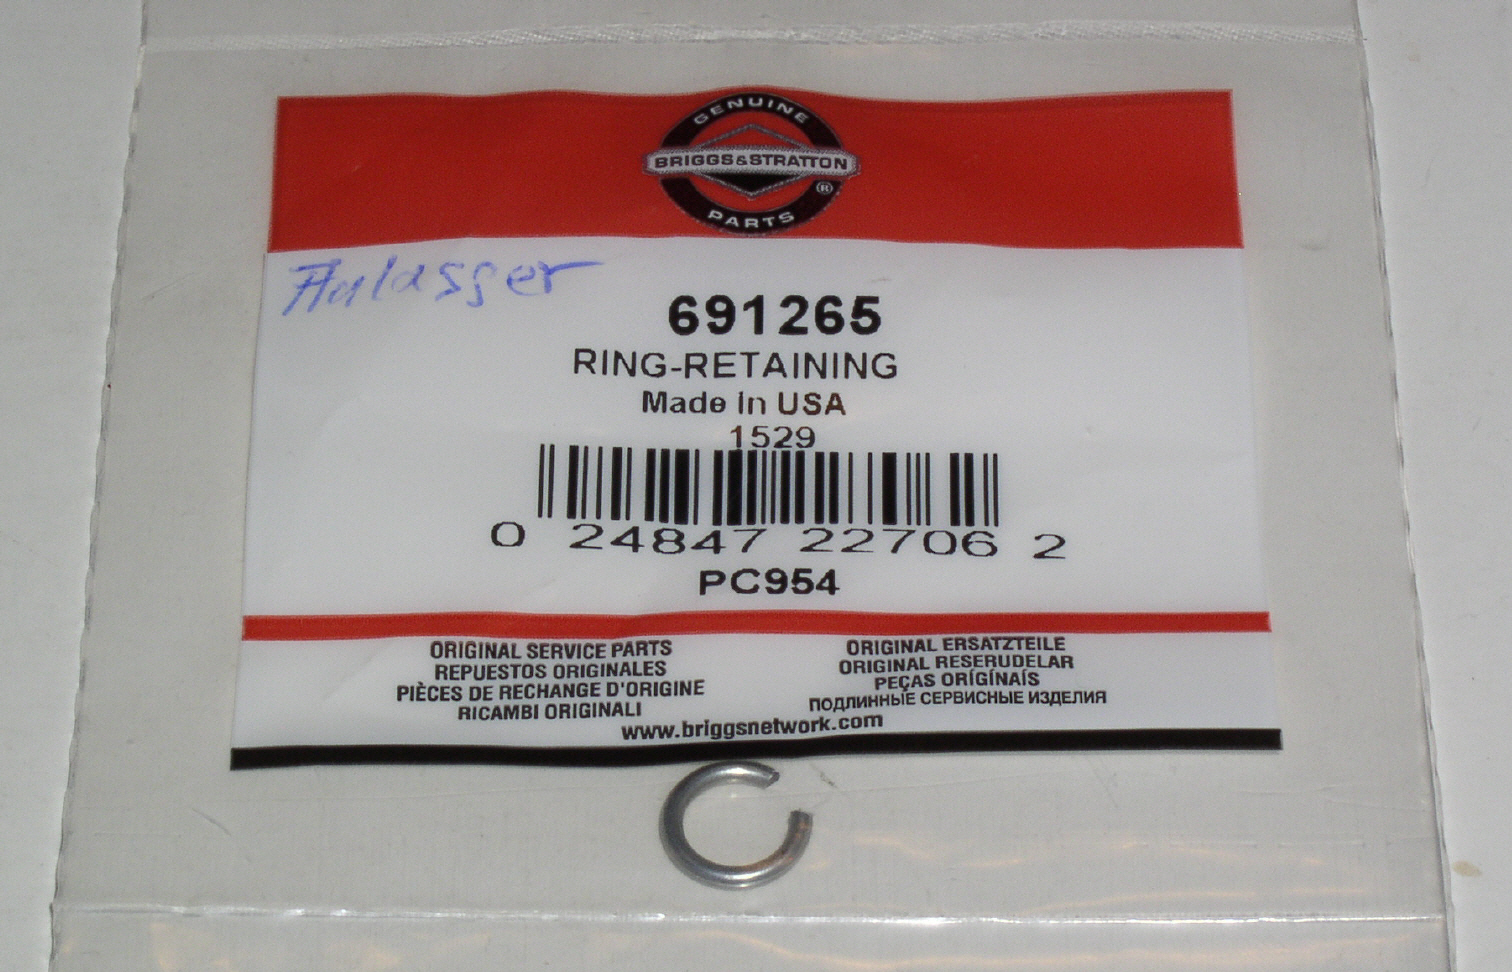 GENUINE
BRIGGS&STRATTON
®
PARTS
Anlasser
691265
RING-RETAINING
Made In USA
1529
0 24847 22706 2
PC954
ORIGINAL SERVICE PARTS
REPUESTOS ORIGINALES
PIÈCES DE RECHANGE D'ORIGINE
RICAMBI ORIGINALI
ORIGINAL ERSATZTEILE
ORIGINAL RESERUDELAR
PEÇAS ORÍGÍNAÍS
ПОДЛИННЫЕ СЕРВИСНЫЕ ИЗДЕЛИЯ
www.briggsnetwork.com